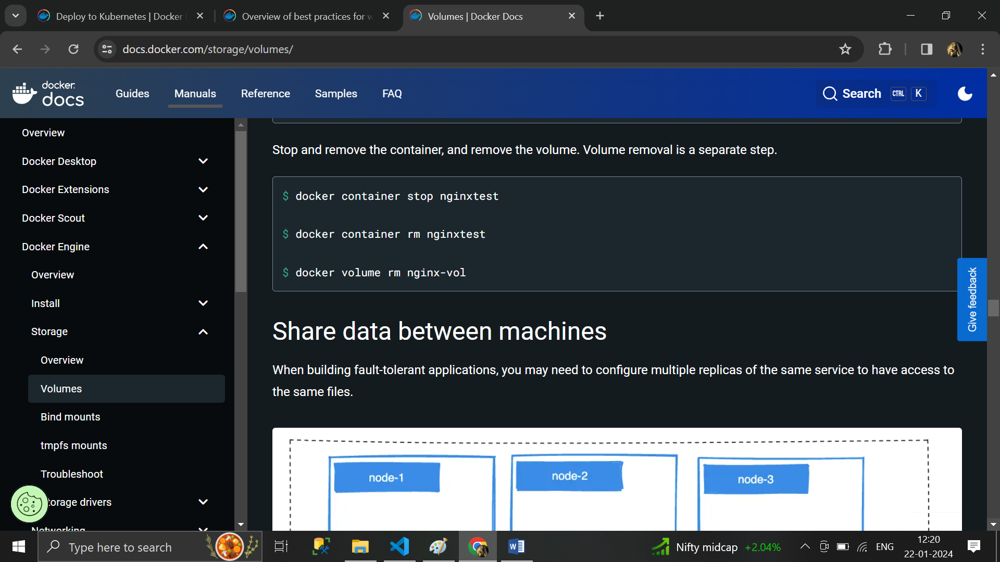 Deploy to Kubernetes | Docker
Overview of best practices for w
Volumes | Docker Docs
docs.docker.com/storage/volumes/
docker
docs
Guides
Manuals
Reference
Samples
FAQ
Search
CTRL
K
Overview
Docker Desktop
Docker Extensions
Docker Scout
Docker Engine
Overview
Install
Storage
Overview
Volumes
Bind mounts
tmpfs mounts
Troubleshoot
torage drivers
Networking
Stop and remove the container, and remove the volume. Volume removal is a separate step.
$ docker container stop nginxtest
$ docker container rm nginxtest
$ docker volume rm nginx-vol
Share data between machines
When building fault-tolerant applications, you may need to configure multiple replicas of the same service to have access to
the same files.
node-1
node-2
node-3
Give feedback
Type here to search
Nifty midcap +2.04%
ENG
12:20
22-01-2024